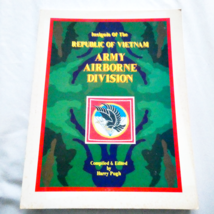 Insignia Of The
REPUBLIC OF VIETNAM
ARMY
AIRBORNE
DIVISION
Compiled & Edited
by
Harry Pugh